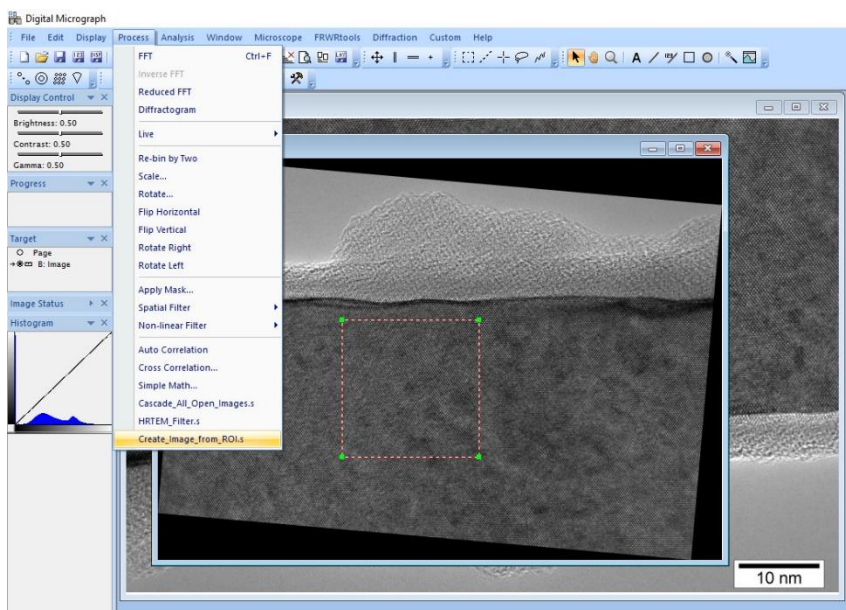 Digital Micrograph
File Edit Display Process Analysis Window Microscope FRWRtools Diffraction Custom Help
FFT Ctrl+F
Inverse FFT
Reduced FFT
Diffractogram
Live
Re-bin by Two
Scale...
Rotate...
Flip Horizontal
Flip Vertical
Rotate Right
Rotate Left
Apply Mask...
Spatial Filter
Non-linear Filter
Auto Correlation
Cross Correlation...
Simple Math...
Cascade_All_Open_Images.s
HRTEM_Filter.s
Create_Image_from_ROI.s
Display Control
Brightness: 0.50
Contrast: 0.50
Gamma: 0.50
Progress
Target
Page
B: Image
Image Status
Histogram
10 nm